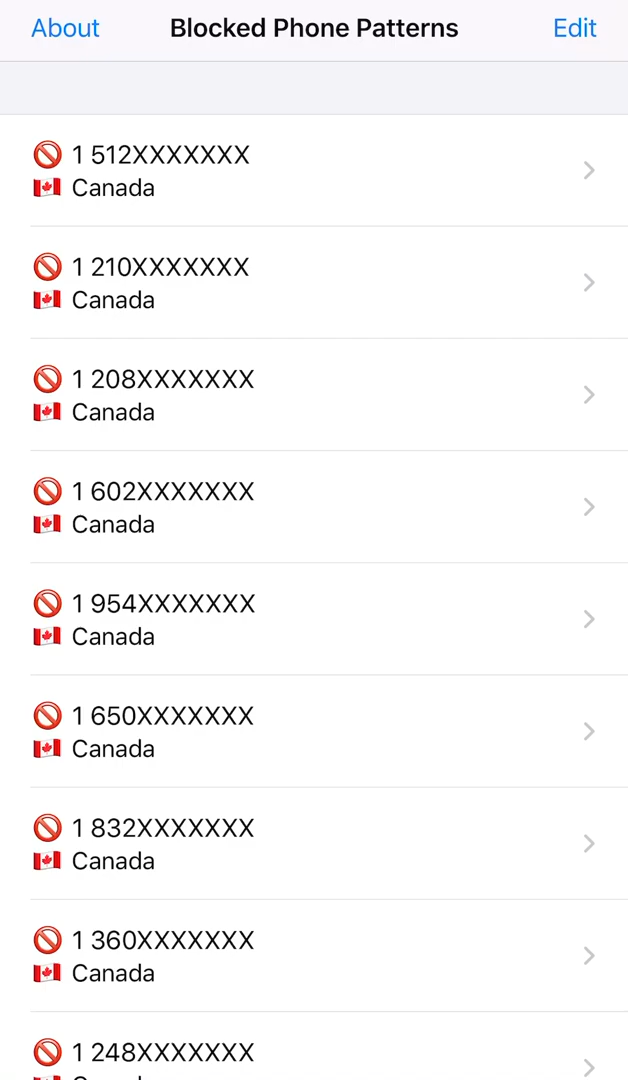 About Blocked Phone Patterns Edit
1 512XXXXXXX
Canada
1 210XXXXXXX
Canada
1 208XXXXXXX
Canada
1 602XXXXXXX
Canada
1 954XXXXXXX
Canada
1 650XXXXXXX
Canada
1 832XXXXXXX
Canada
1 360XXXXXXX
Canada
1 248XXXXXXX